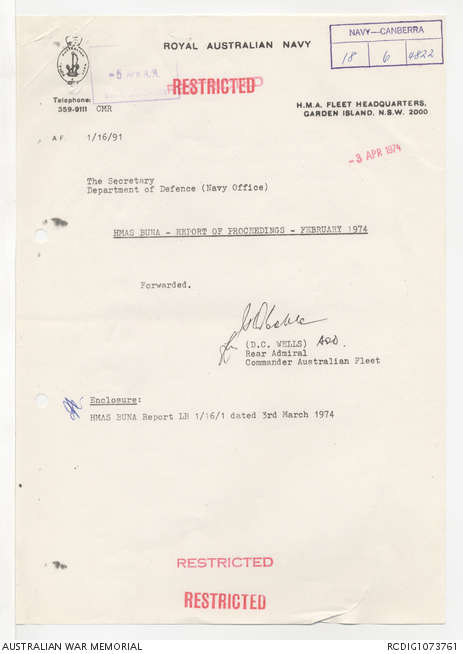 NAVY—CANBERRA
18 6 4822
ROYAL AUSTRALIAN NAVY
RESTRICTED
Telephone:
359-9111 CMR
H.M.A. FLEET HEADQUARTERS,
GARDEN ISLAND. N.S.W. 2000
AF 1/16/91
-3 APR 1974
The Secretary
Department of Defence (Navy Office)
HMAS BUNA - REPORT OF PROCEEDINGS - FEBRUARY 1974
Forwarded.
(D.C. WELLS)
Rear Admiral
Commander Australian Fleet
Enclosure:
HMAS BUNA Report LR 1/16/1 dated 3rd March 1974
RESTRICTED
RESTRICTED
AUSTRALIAN WAR MEMORIAL
RCDIG1073761